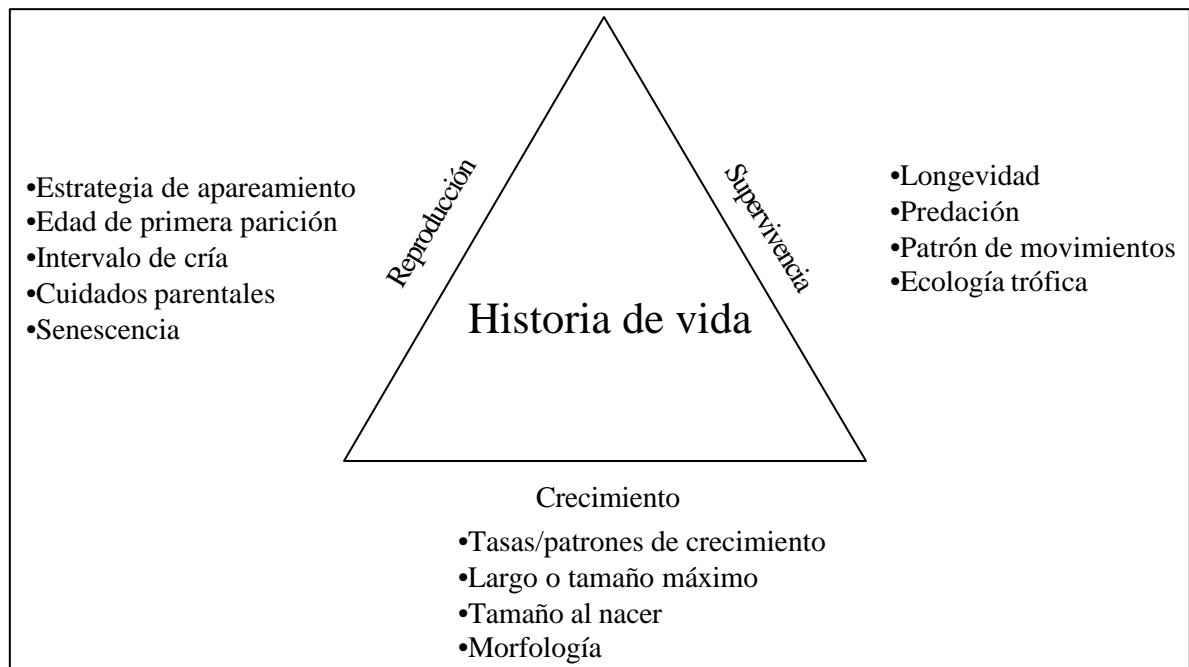 Reproducción
•Estrategia de apareamiento
•Edad de primera parición
•Intervalo de cría
•Cuidados parentales
•Senescencia
Supervivencia
•Longevidad
•Predación
•Patrón de movimientos
•Ecología trófica
Historia de vida
Crecimiento
•Tasas/patrones de crecimiento
•Largo o tamaño máximo
•Tamaño al nacer
•Morfología